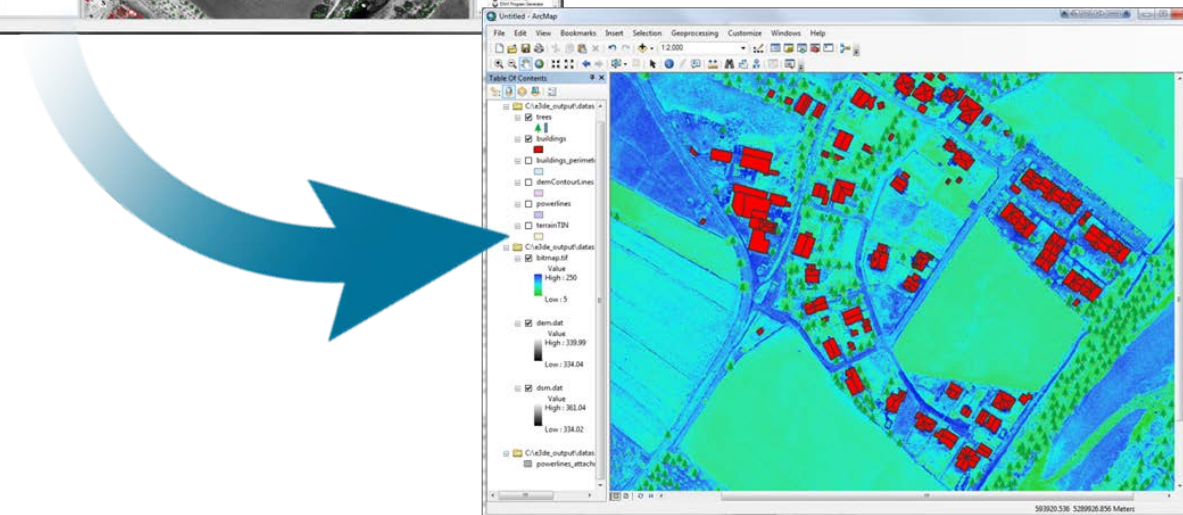 Untitled - ArcMap
File Edit View Bookmarks Insert Selection Geoprocessing Customize Windows Help
1:2,000
Table Of Contents
C:\e3de_output\datas
trees
buildings
buildings_perimet
demContourLines
powerlines
terrainTIN
C:\e3de_output\datas
bitmap.tif
Value
High : 250
Low : 5
dem.dat
Value
High : 339.99
Low : 334.04
dsm.dat
Value
High : 361.04
Low : 334.02
C:\e3de_output\datas
powerlines_attach
593920.536 5289926.856 Meters